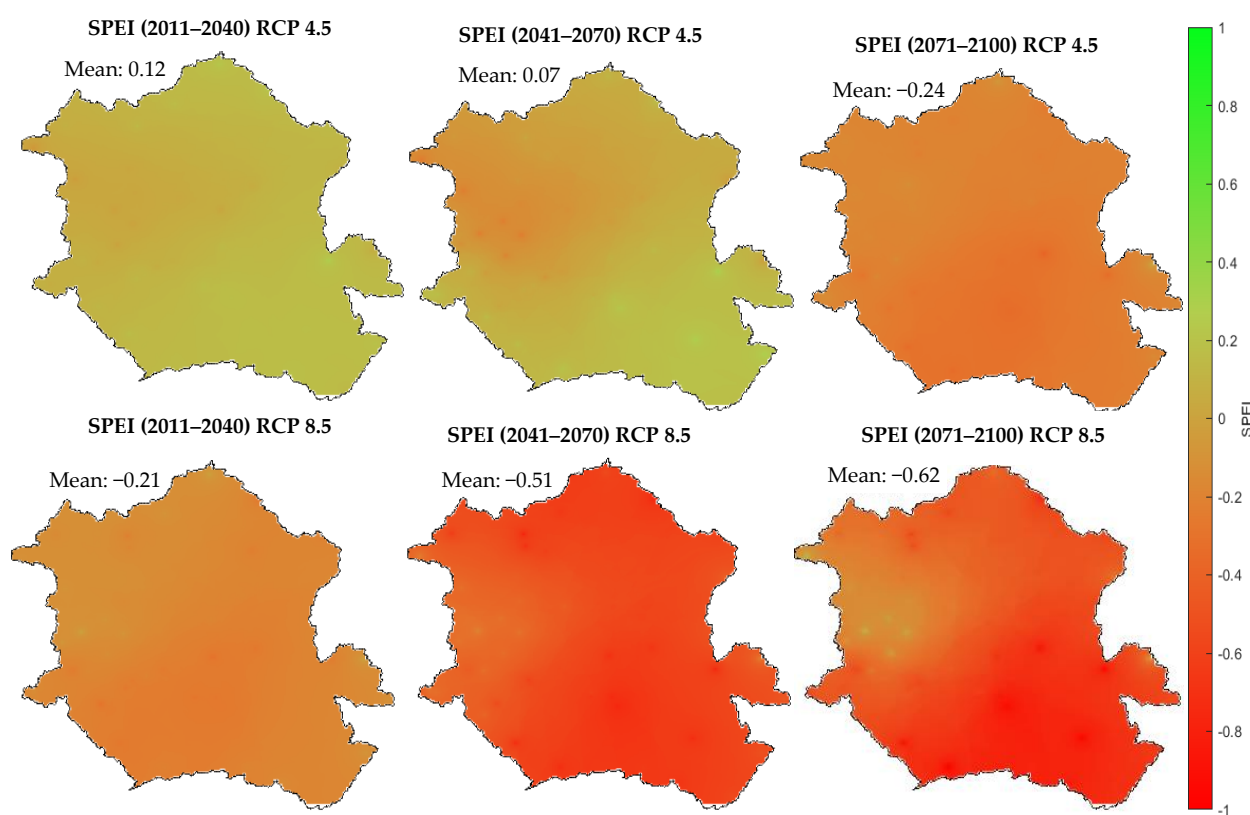 SPEI (2011–2040) RCP 4.5
Mean: 0.12
SPEI (2041–2070) RCP 4.5
Mean: 0.07
SPEI (2071–2100) RCP 4.5
Mean: −0.24
SPEI (2011–2040) RCP 8.5
Mean: −0.21
SPEI (2041–2070) RCP 8.5
Mean: −0.51
SPEI (2071–2100) RCP 8.5
Mean: −0.62
1
0.8
0.6
0.4
0.2
0
-0.2
-0.4
-0.6
-0.8
-1
SPEI